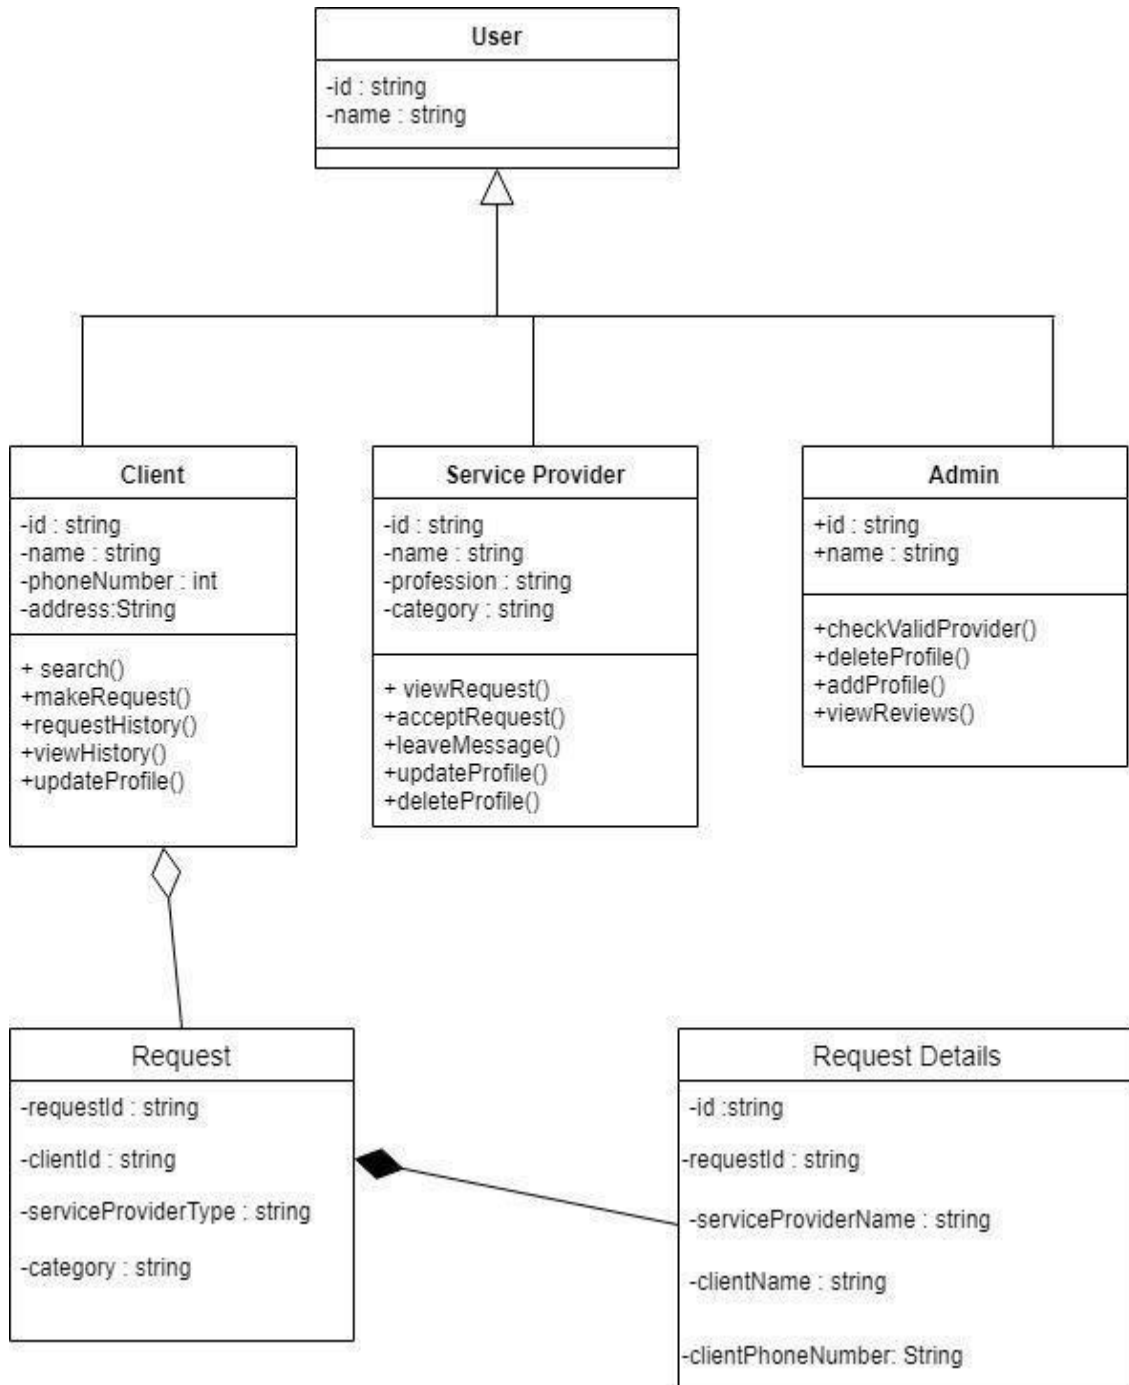 User
-id : string
-name : string
Client
-id : string
-name : string
-phoneNumber : int
-address:String
+ search()
+makeRequest()
+requestHistory()
+viewHistory()
+updateProfile()
Service Provider
-id : string
-name : string
-profession : string
-category : string
+ viewRequest()
+acceptRequest()
+leaveMessage()
+updateProfile()
+deleteProfile()
Admin
+id : string
+name : string
+checkValidProvider()
+deleteProfile()
+addProfile()
+viewReviews()
Request
-requestId : string
-clientId : string
-serviceProviderType : string
-category : string
Request Details
-id :string
-requestId : string
-serviceProviderName : string
-clientName : string
-clientPhoneNumber: String